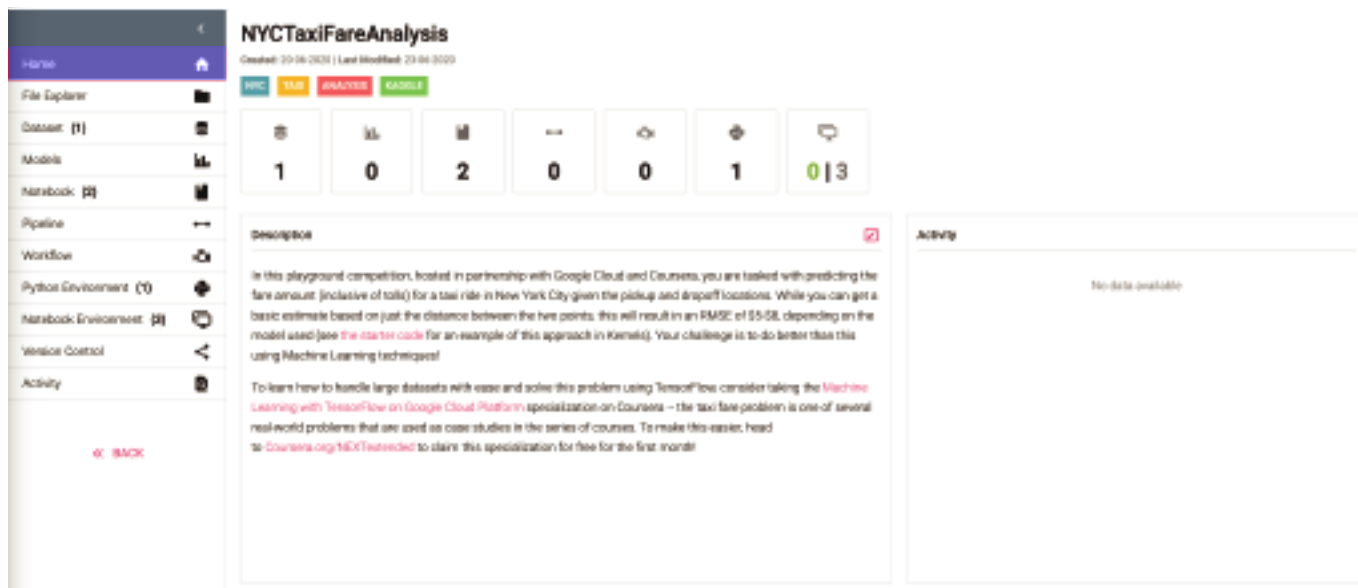 NYCTaxiFareAnalysis
Created: 23-06-2020 | Last Modified: 23-06-2020
NYC TAXI ANALYSIS KAGGLE
Home
File Explorer
Dataset (1)
Models
Notebook (2)
Pipeline
Workflow
Python Environment (1)
Notebook Environment (3)
Version Control
Activity
« BACK
1 0 2 0 0 1 0 | 3
Description
In this playground competition, hosted in partnership with Google Cloud and Coursera, you are tasked with predicting the
fare amount (inclusive of tolls) for a taxi ride in New York City given the pickup and dropoff locations. While you can get a
basic estimate based on just the distance between the two points, this will result in an RMSE of $5-$8, depending on the
model used (see the starter code for an example of this approach in Kernels). Your challenge is to do better than this
using Machine Learning techniques!
To learn how to handle large datasets with ease and solve this problem using TensorFlow, consider taking the Machine
Learning with TensorFlow on Google Cloud Platform specialization on Coursera – the taxi fare problem is one of several
real-world problems that are used as case studies in the series of courses. To make this easier, head
to Coursera.org/NEXTextended to claim this specialization for free for the first month!
Activity
No data available